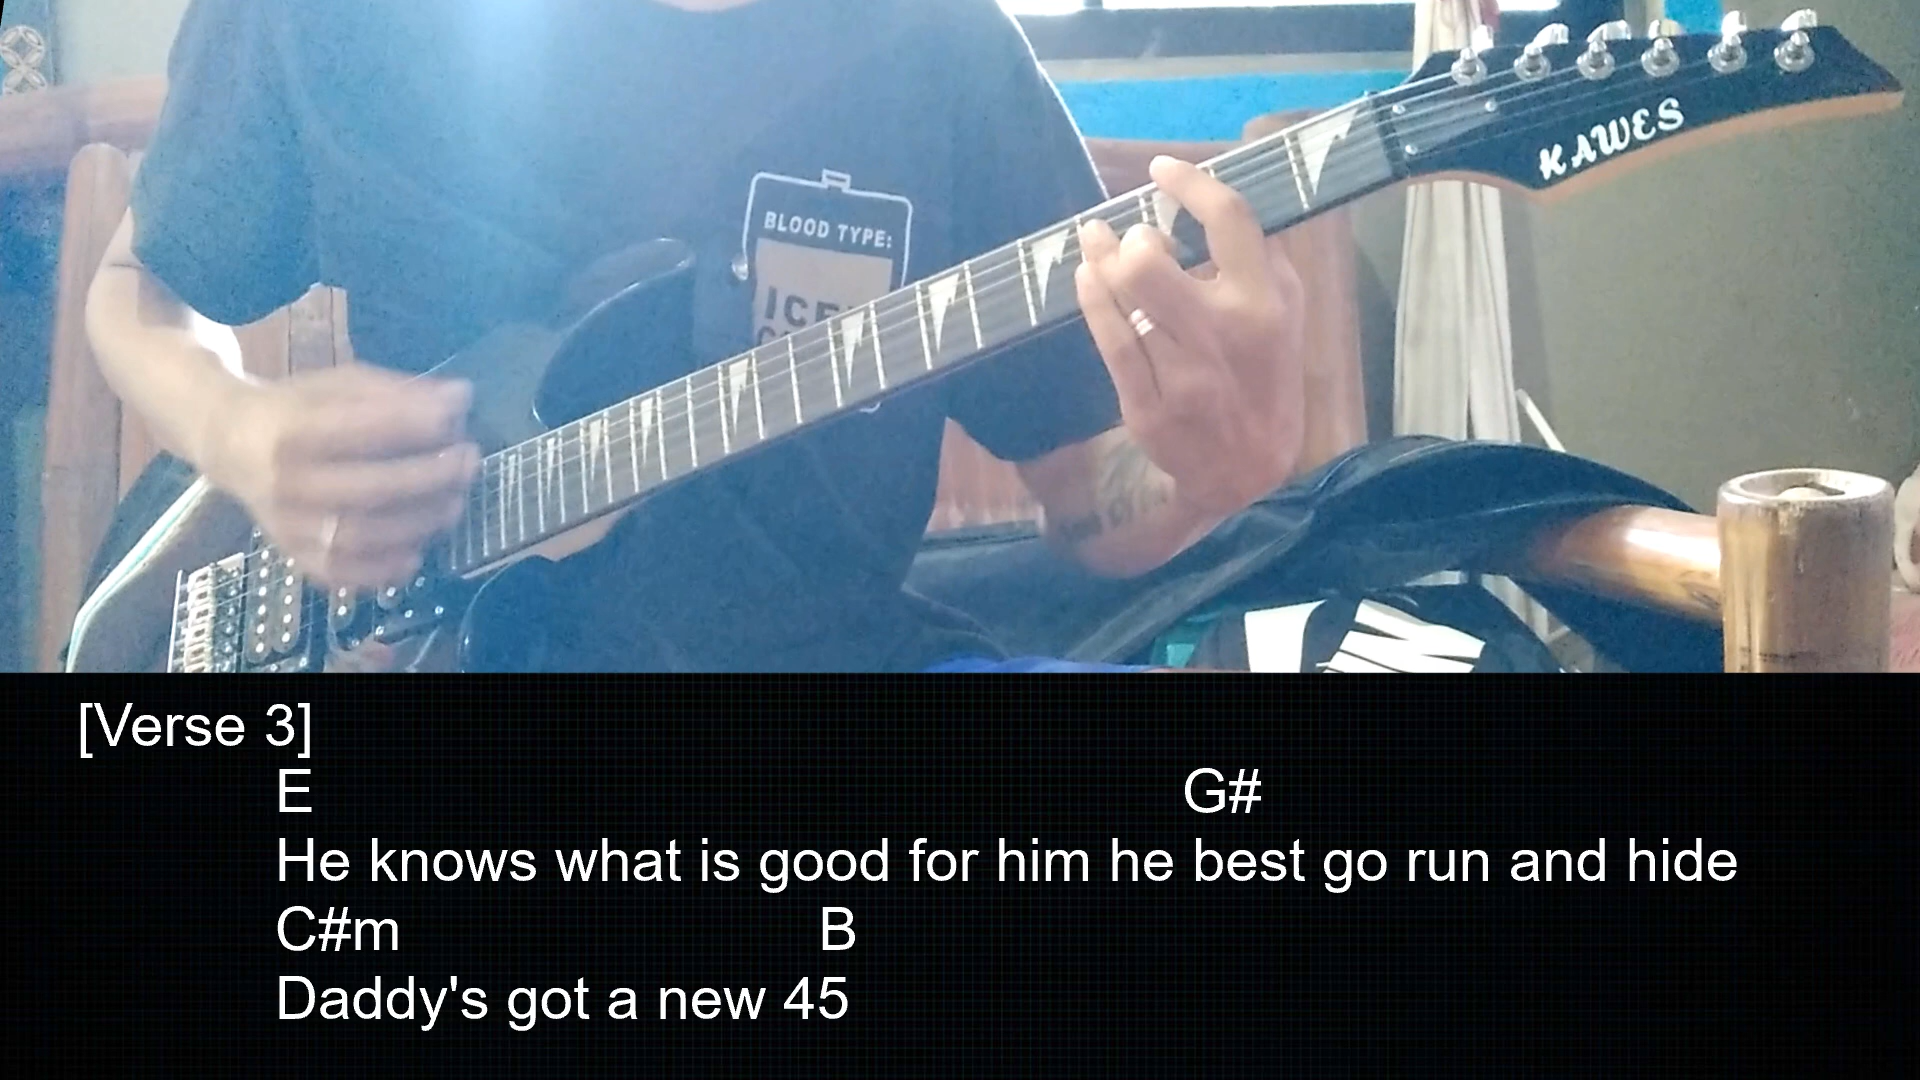 KAWES
BLOOD TYPE:
[Verse 3]
E G#
He knows what is good for him he best go run and hide
C#m B
Daddy's got a new 45